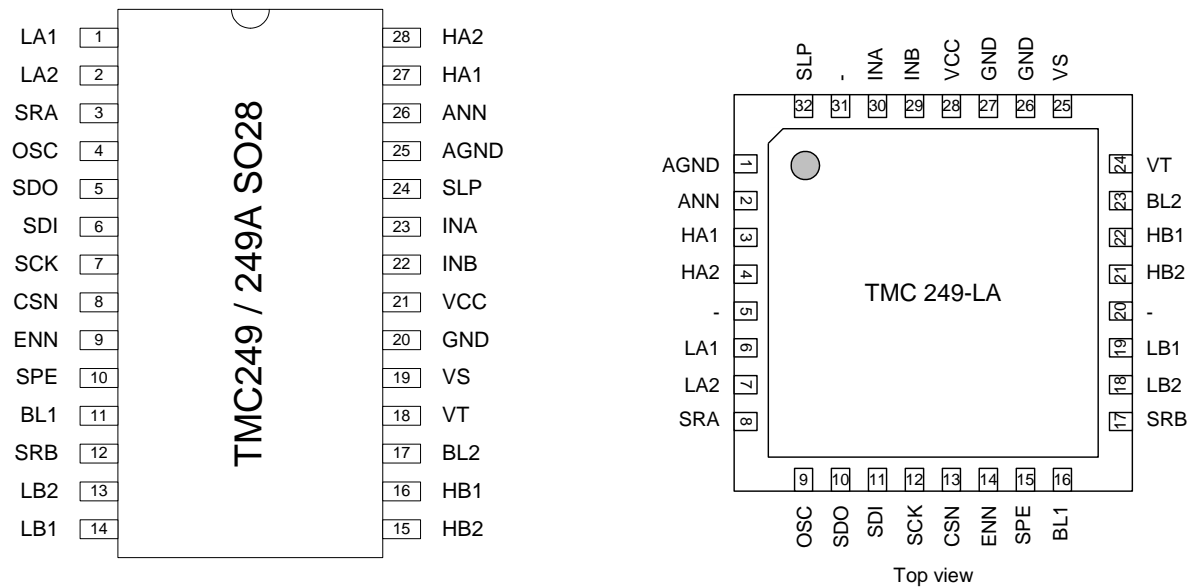 LA1 1
LA2 2
SRA 3
OSC 4
SDO 5
SDI 6
SCK 7
CSN 8
ENN 9
SPE 10
BL1 11
SRB 12
LB2 13
LB1 14
TMC249 / 249A SO28
28 HA2
27 HA1
26 ANN
25 AGND
24 SLP
23 INA
22 INB
21 VCC
20 GND
19 VS
18 VT
17 BL2
16 HB1
15 HB2
SLP - INA INB VCC GND GND VS
32 31 30 29 28 27 26 25
AGND 1
ANN 2
HA1 3
HA2 4
- 5
LA1 6
LA2 7
SRA 8
TMC 249-LA
24 VT
23 BL2
22 HB1
21 HB2
20 -
19 LB1
18 LB2
17 SRB
9 10 11 12 13 14 15 16
OSC SDO SDI SCK CSN ENN SPE BL1
Top view